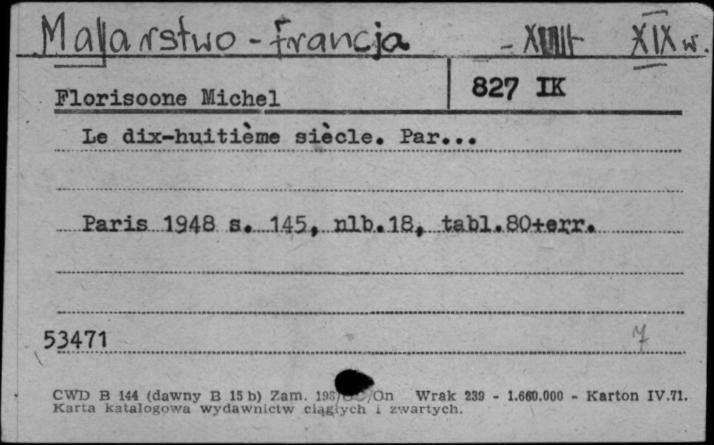 Malarstwo - Francja - XVIII XIX w.
Florisoone Michel
827 IK
Le dix-huitième siècle. Par...
Paris 1948 s. 145, nlb.18, tabl.80+err.
53471
7
CWD B 144 (dawny B 15 b) Zam. /On Wrak 239 - 1.660.000 - Karton IV.71.
Karta katalogowa wydawnictw ciągłych i zwartych.